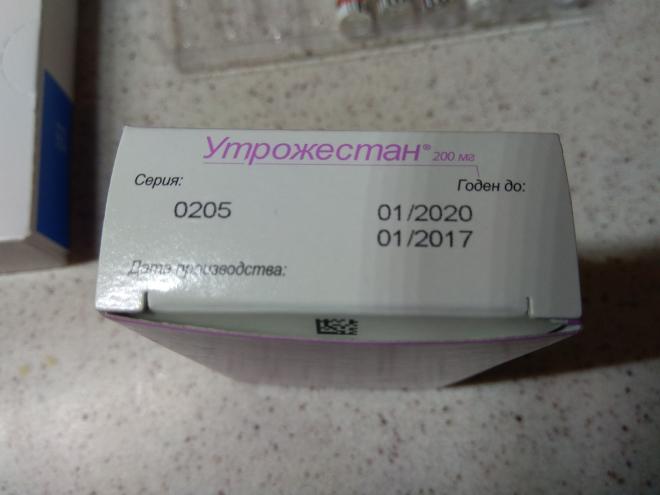 Утрожестан® 200 мг
Серия: Годен до:
0205 01/2020
01/2017
Дата производства: